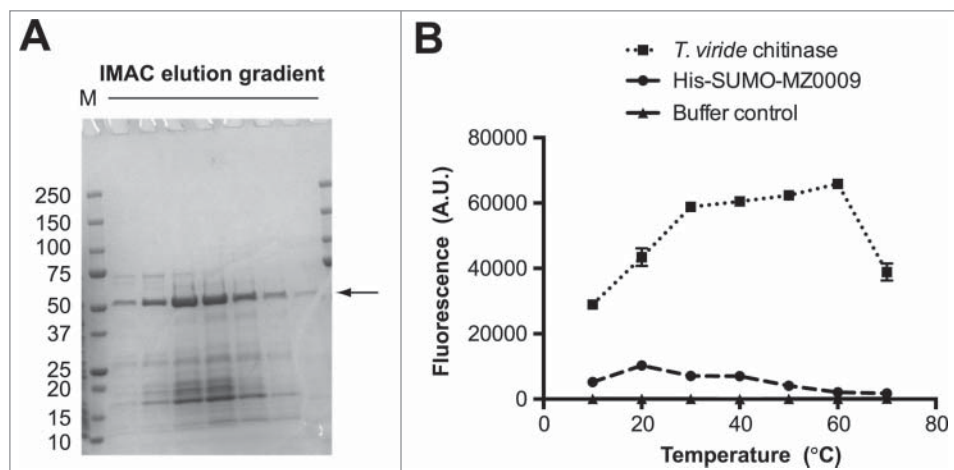 A
IMAC elution gradient
M
250
150
100
75
50
37
25
20
15
10
B
T. viride chitinase
His-SUMO-MZ0009
Buffer control
80000
60000
40000
20000
0
Fluorescence (A.U.)
0 20 40 60 80
Temperature (°C)